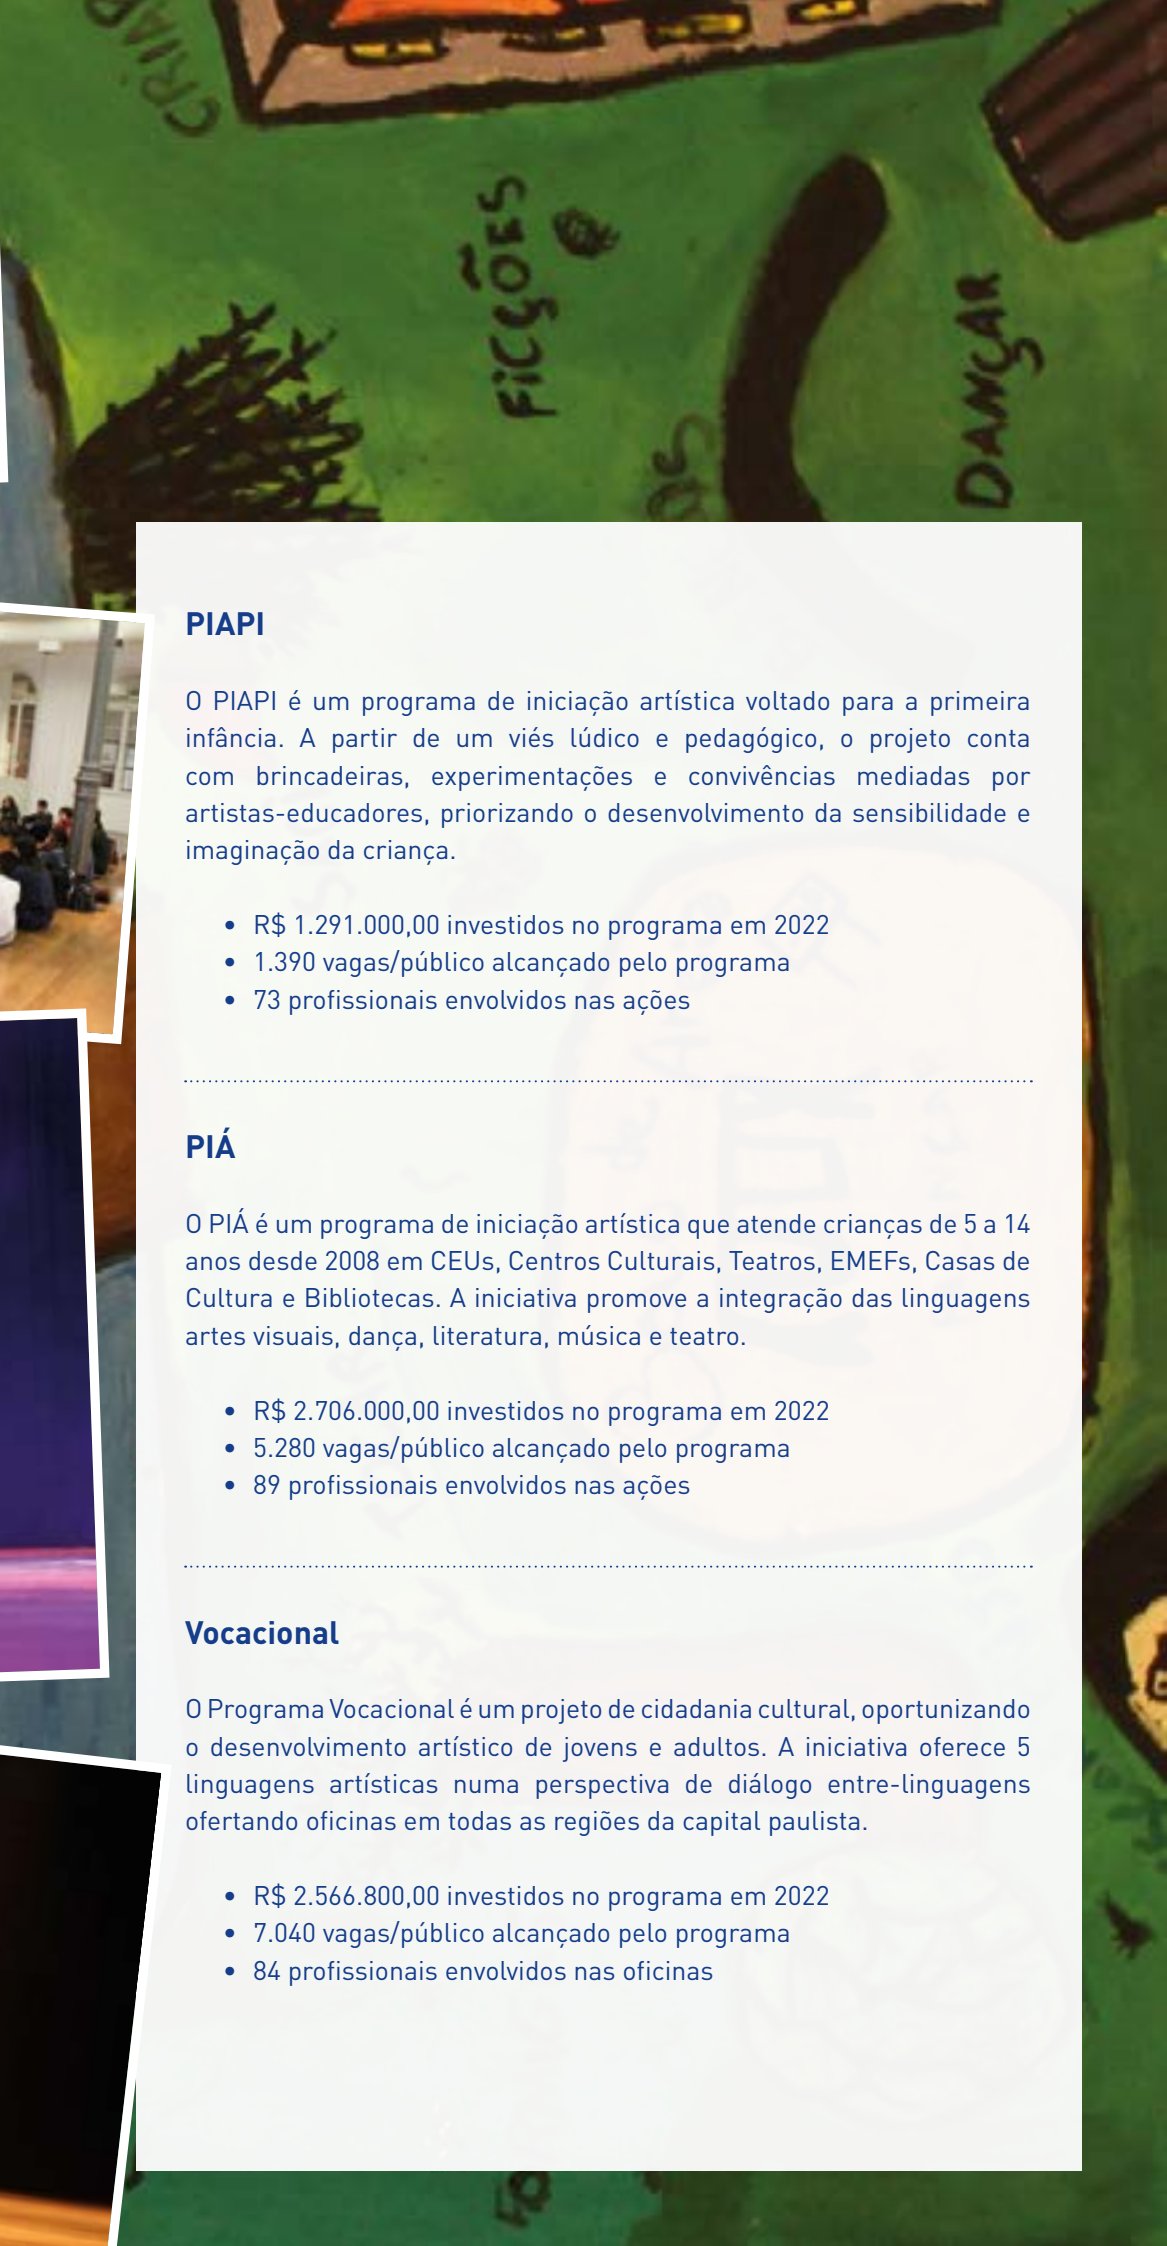 CRIAR
FICÇÕES
DANÇAR
PIAPI
O PIAPI é um programa de iniciação artística voltado para a primeira
infância. A partir de um viés lúdico e pedagógico, o projeto conta
com brincadeiras, experimentações e convivências mediadas por
artistas-educadores, priorizando o desenvolvimento da sensibilidade e
imaginação da criança.
• R$ 1.291.000,00 investidos no programa em 2022
• 1.390 vagas/público alcançado pelo programa
• 73 profissionais envolvidos nas ações
PIÁ
O PIÁ é um programa de iniciação artística que atende crianças de 5 a 14
anos desde 2008 em CEUs, Centros Culturais, Teatros, EMEFs, Casas de
Cultura e Bibliotecas. A iniciativa promove a integração das linguagens
artes visuais, dança, literatura, música e teatro.
• R$ 2.706.000,00 investidos no programa em 2022
• 5.280 vagas/público alcançado pelo programa
• 89 profissionais envolvidos nas ações
Vocacional
O Programa Vocacional é um projeto de cidadania cultural, oportunizando
o desenvolvimento artístico de jovens e adultos. A iniciativa oferece 5
linguagens artísticas numa perspectiva de diálogo entre-linguagens
ofertando oficinas em todas as regiões da capital paulista.
• R$ 2.566.800,00 investidos no programa em 2022
• 7.040 vagas/público alcançado pelo programa
• 84 profissionais envolvidos nas oficinas